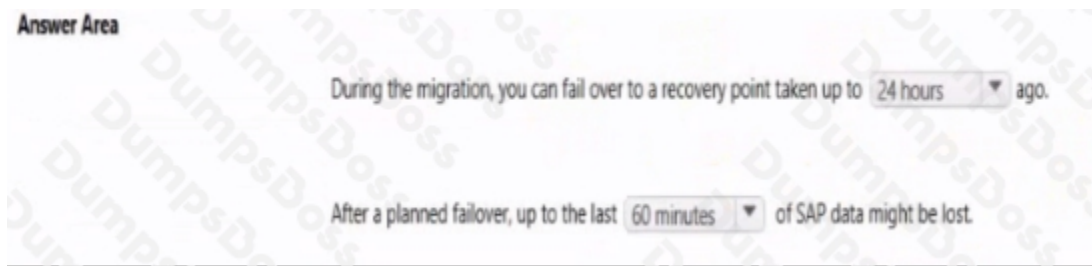 Answer Area
During the migration, you can fail over to a recovery point taken up to 24 hours ago.
After a planned failover, up to the last 60 minutes of SAP data might be lost.
DumpsDoss